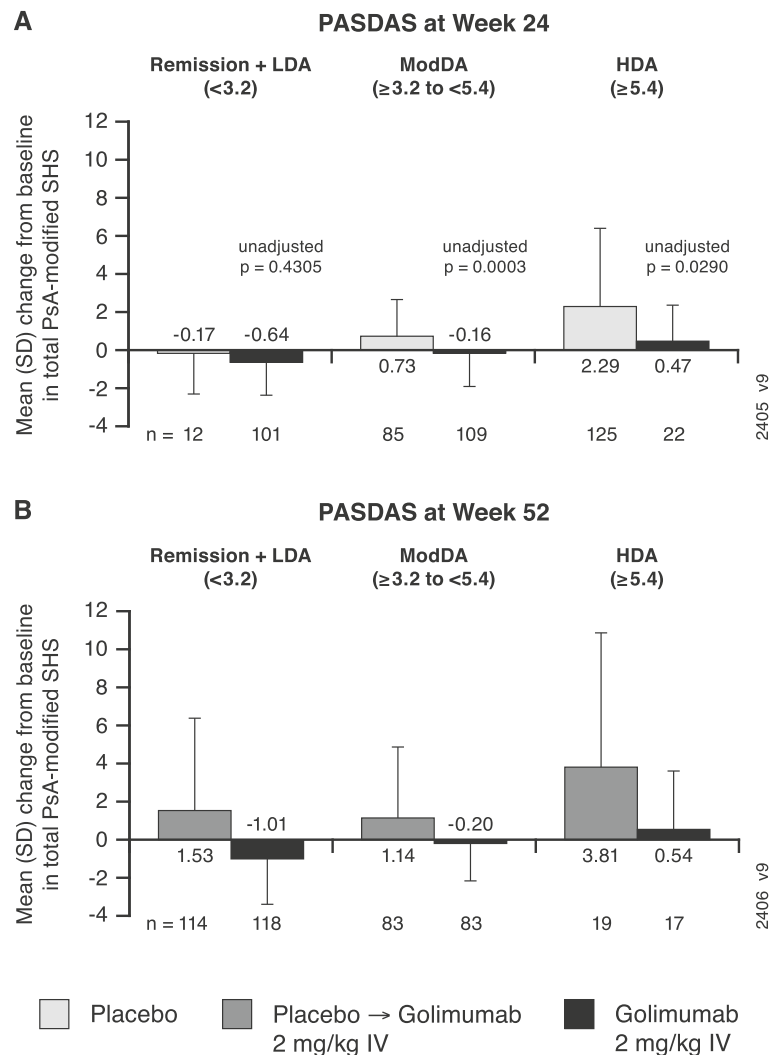 A
PASDAS at Week 24
Remission + LDA
(<3.2)
ModDA
(≥3.2 to <5.4)
HDA
(≥5.4)
Mean (SD) change from baseline
in total PsA-modified SHS
12
10
8
6
4
2
0
-2
-4
unadjusted
p = 0.4305
unadjusted
p = 0.0003
unadjusted
p = 0.0290
-0.17
-0.64
0.73
-0.16
2.29
0.47
n = 12
101
85
109
125
22
2405_v9
B
PASDAS at Week 52
Remission + LDA
(<3.2)
ModDA
(≥3.2 to <5.4)
HDA
(≥5.4)
Mean (SD) change from baseline
in total PsA-modified SHS
12
10
8
6
4
2
0
-2
-4
1.53
-1.01
1.14
-0.20
3.81
0.54
n = 114
118
83
83
19
17
2406_v9
Placebo
Placebo → Golimumab
2 mg/kg IV
Golimumab
2 mg/kg IV